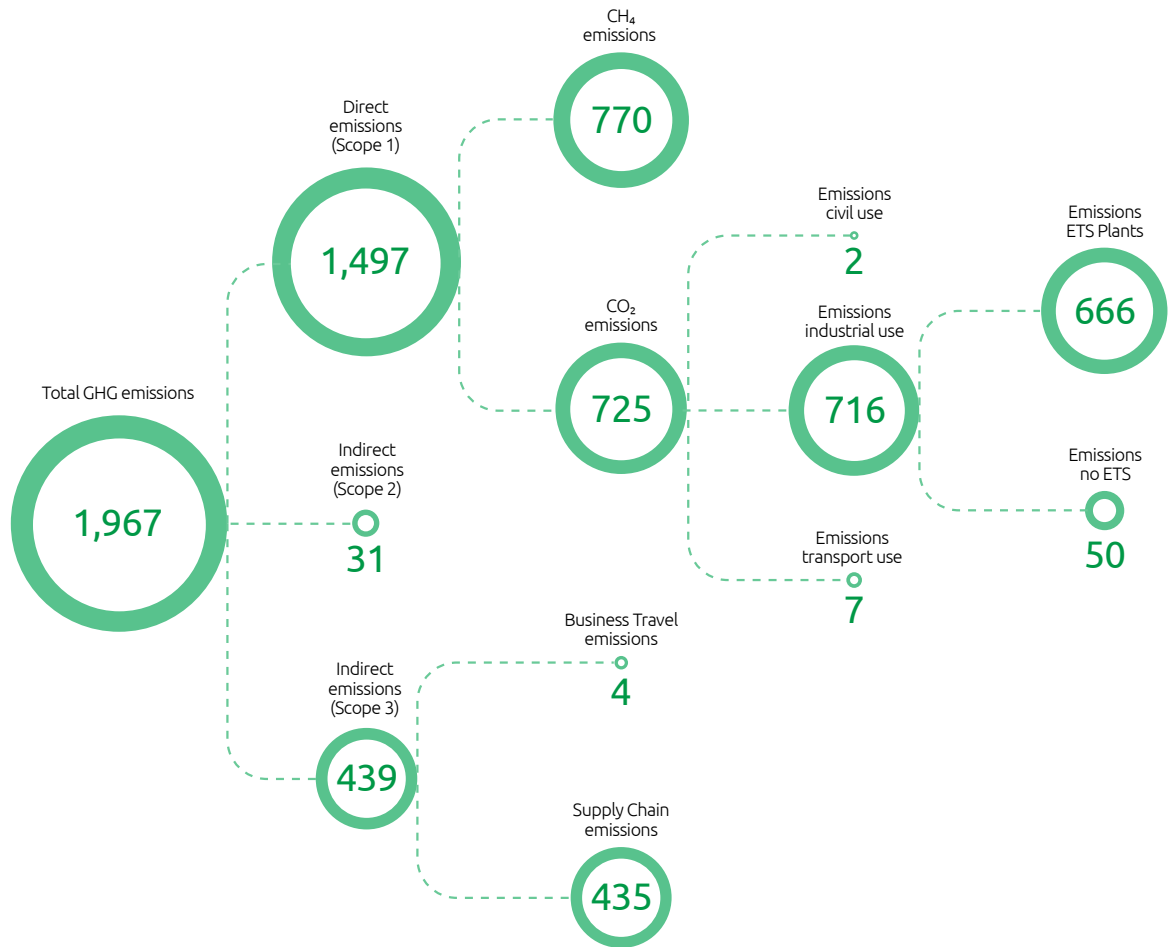 CH₄
emissions
770
Direct
emissions
(Scope 1)
1,497
Emissions
civil use
2
Emissions
ETS Plants
666
CO₂
emissions
725
Emissions
industrial use
716
Total GHG emissions
1,967
Indirect
emissions
(Scope 2)
31
Emissions
no ETS
50
Emissions
transport use
7
Business Travel
emissions
4
Indirect
emissions
(Scope 3)
439
Supply Chain
emissions
435